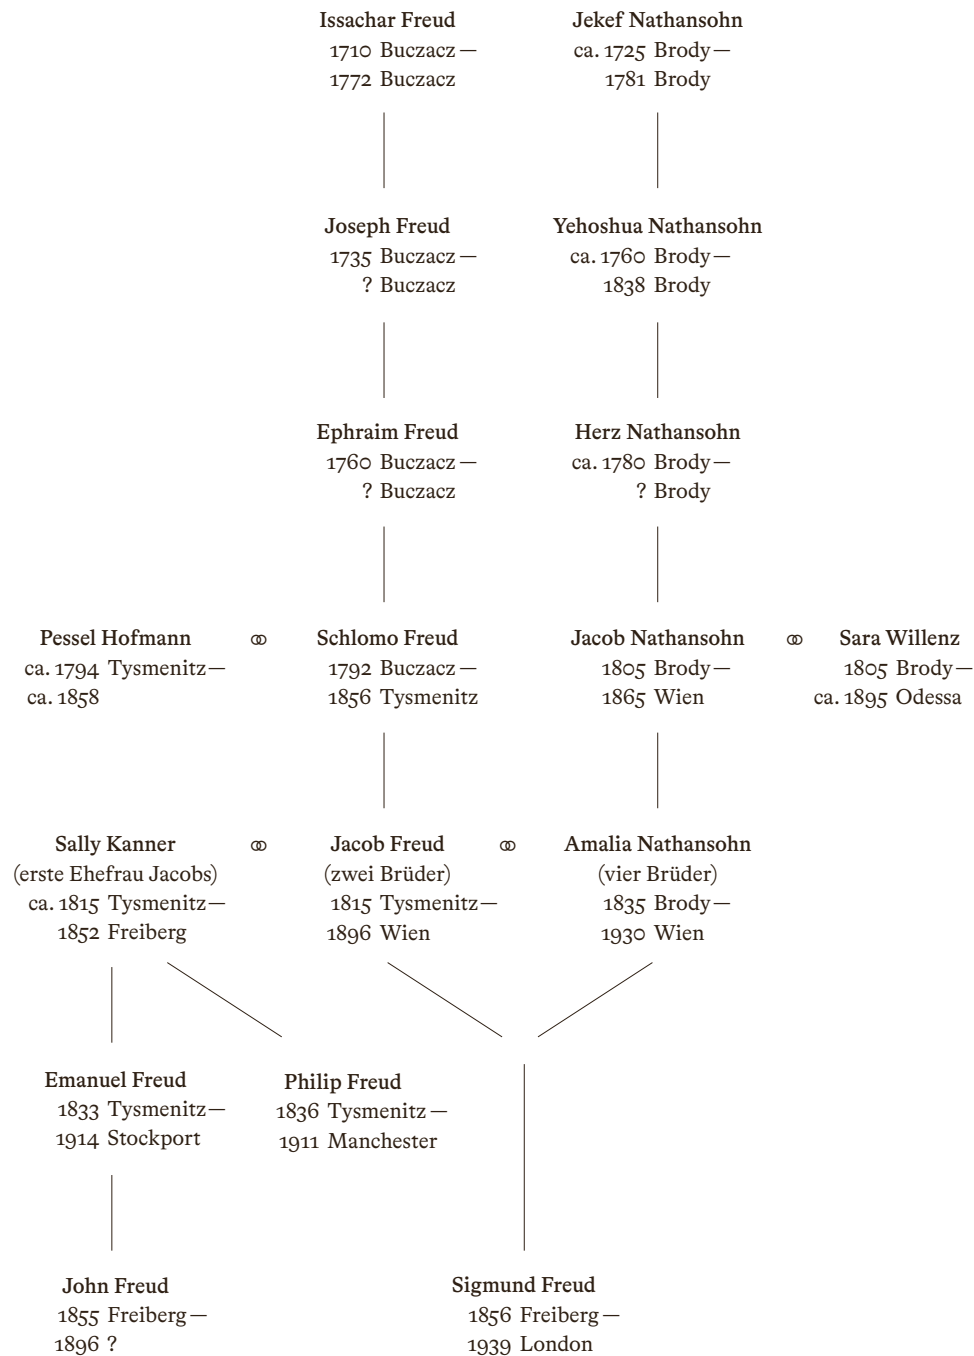 Issachar Freud
1710 Buczacz—
1772 Buczacz
Jekef Nathansohn
ca. 1725 Brody—
1781 Brody
Joseph Freud
1735 Buczacz—
? Buczacz
Yehoshua Nathansohn
ca. 1760 Brody—
1838 Brody
Ephraim Freud
1760 Buczacz—
? Buczacz
Herz Nathansohn
ca. 1780 Brody—
? Brody
Pessel Hofmann
ca. 1794 Tysmenitz—
ca. 1858
⚭
Schlomo Freud
1792 Buczacz—
1856 Tysmenitz
Jacob Nathansohn
1805 Brody—
1865 Wien
⚭
Sara Willenz
1805 Brody—
ca. 1895 Odessa
Sally Kanner
(erste Ehefrau Jacobs)
ca. 1815 Tysmenitz—
1852 Freiberg
⚭
Jacob Freud
(zwei Brüder)
1815 Tysmenitz—
1896 Wien
⚭
Amalia Nathansohn
(vier Brüder)
1835 Brody—
1930 Wien
Emanuel Freud
1833 Tysmenitz—
1914 Stockport
Philip Freud
1836 Tysmenitz—
1911 Manchester
John Freud
1855 Freiberg—
1896 ?
Sigmund Freud
1856 Freiberg—
1939 London